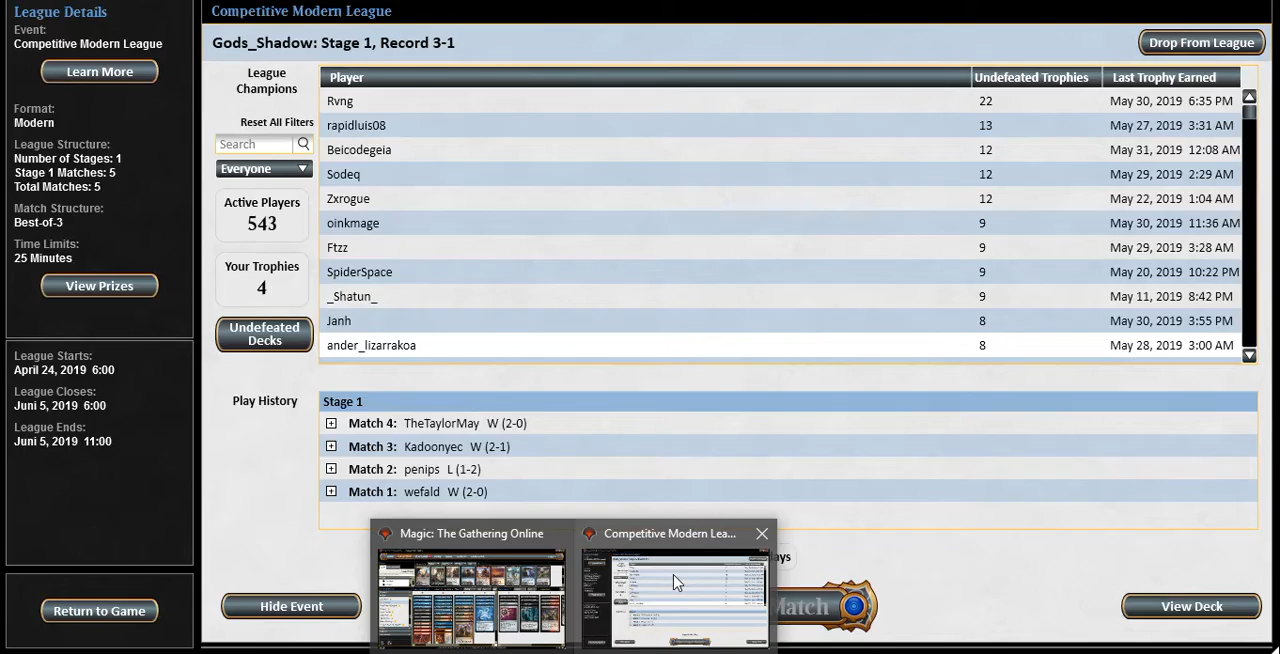 League Details
Event:
Competitive Modern League
Learn More
Format:
Modern
League Structure:
Number of Stages: 1
Stage 1 Matches: 5
Total Matches: 5
Match Structure:
Best-of-3
Time Limits:
25 Minutes
View Prizes
League Starts:
April 24, 2019 6:00
League Closes:
Juni 5, 2019 6:00
League Ends:
Juni 5, 2019 11:00
Return to Game
Competitive Modern League
Gods_Shadow: Stage 1, Record 3-1
Drop From League
League
Champions
Reset All Filters
Search
Everyone
Active Players
543
Your Trophies
4
Undefeated
Decks
Player Undefeated Trophies Last Trophy Earned
Rvng 22 May 30, 2019 6:35 PM
rapidluis08 13 May 27, 2019 3:31 AM
Beicodegeia 12 May 31, 2019 12:08 AM
Sodeq 12 May 29, 2019 2:29 AM
Zxrogue 12 May 22, 2019 1:04 AM
oinkmage 9 May 30, 2019 11:36 AM
Ftzz 9 May 29, 2019 3:28 AM
SpiderSpace 9 May 20, 2019 10:22 PM
_Shatun_ 9 May 11, 2019 8:42 PM
Janh 8 May 30, 2019 3:55 PM
ander_lizarrakoa 8 May 28, 2019 3:00 AM
Play History
Stage 1
Match 4: TheTaylorMay W (2-0)
Match 3: Kadoonyec W (2-1)
Match 2: penips L (1-2)
Match 1: wefald W (2-0)
Magic: The Gathering Online
Competitive Modern Lea...
Hide Event
Match
View Deck